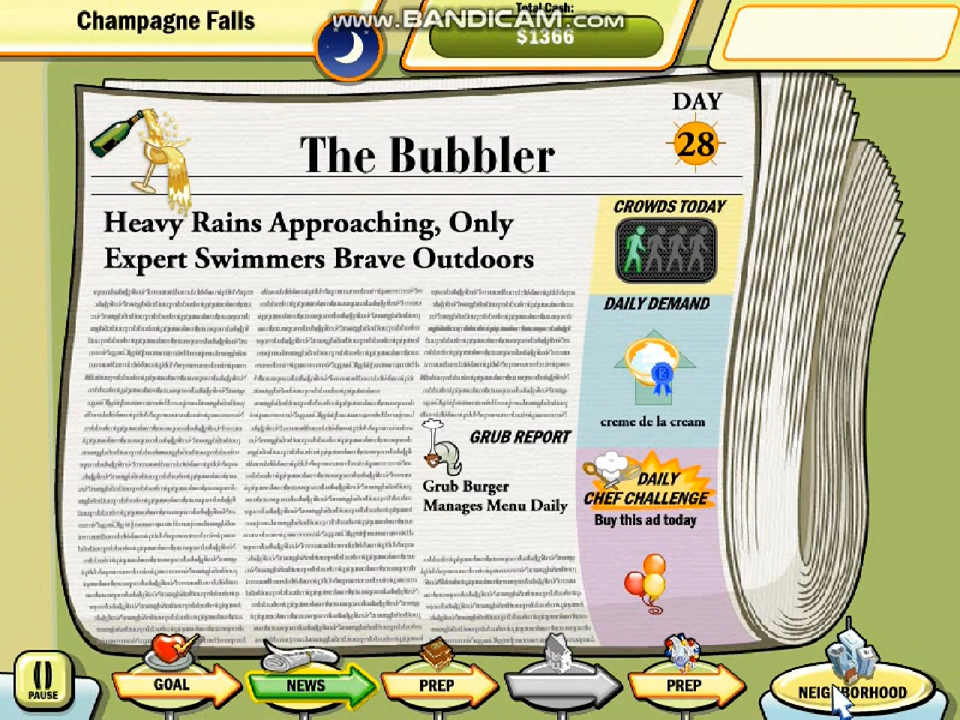 Champagne Falls
www.BANDICAM.com
Total Cash:
$1366
DAY
28
The Bubbler
Heavy Rains Approaching, Only
Expert Swimmers Brave Outdoors
CROWDS TODAY
DAILY DEMAND
creme de la cream
GRUB REPORT
Grub Burger
Manages Menu Daily
DAILY
CHEF CHALLENGE
Buy this ad today
PAUSE
GOAL
NEWS
PREP
PREP
NEIGHBORHOOD